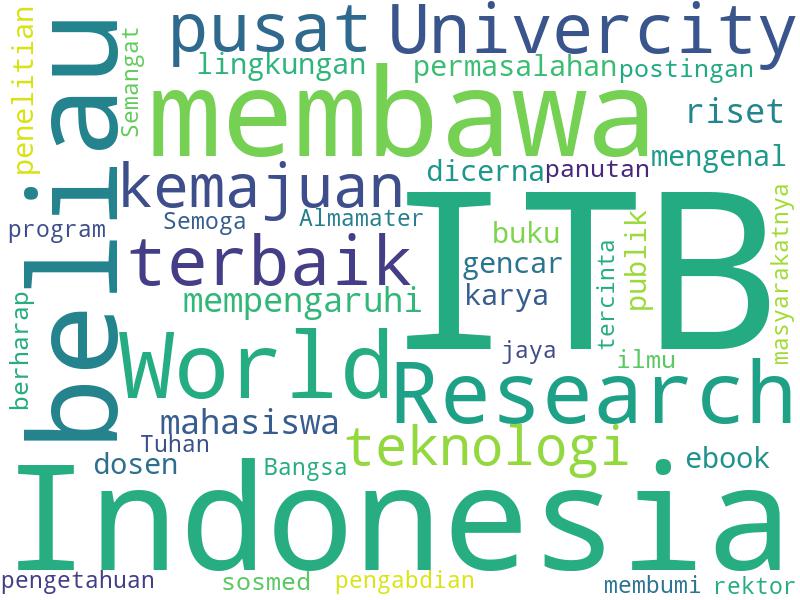 pusat Univercity
penelitian
Semangat
beliau
lingkungan permasalahan postingan
membawa
riset
dicerna panutan mengenal
kemajuan
program Semoga Almamater
ITB
buku
publik
masyarakatnya
terbaik
gencar
tercinta
karya
mempengaruhi
berharap
World
jaya
ilmu
Research
mahasiswa
Tuhan
teknologi
dosen Bangsa
ebook
Indonesia
pengetahuan sosmed pengabdian membumi rektor